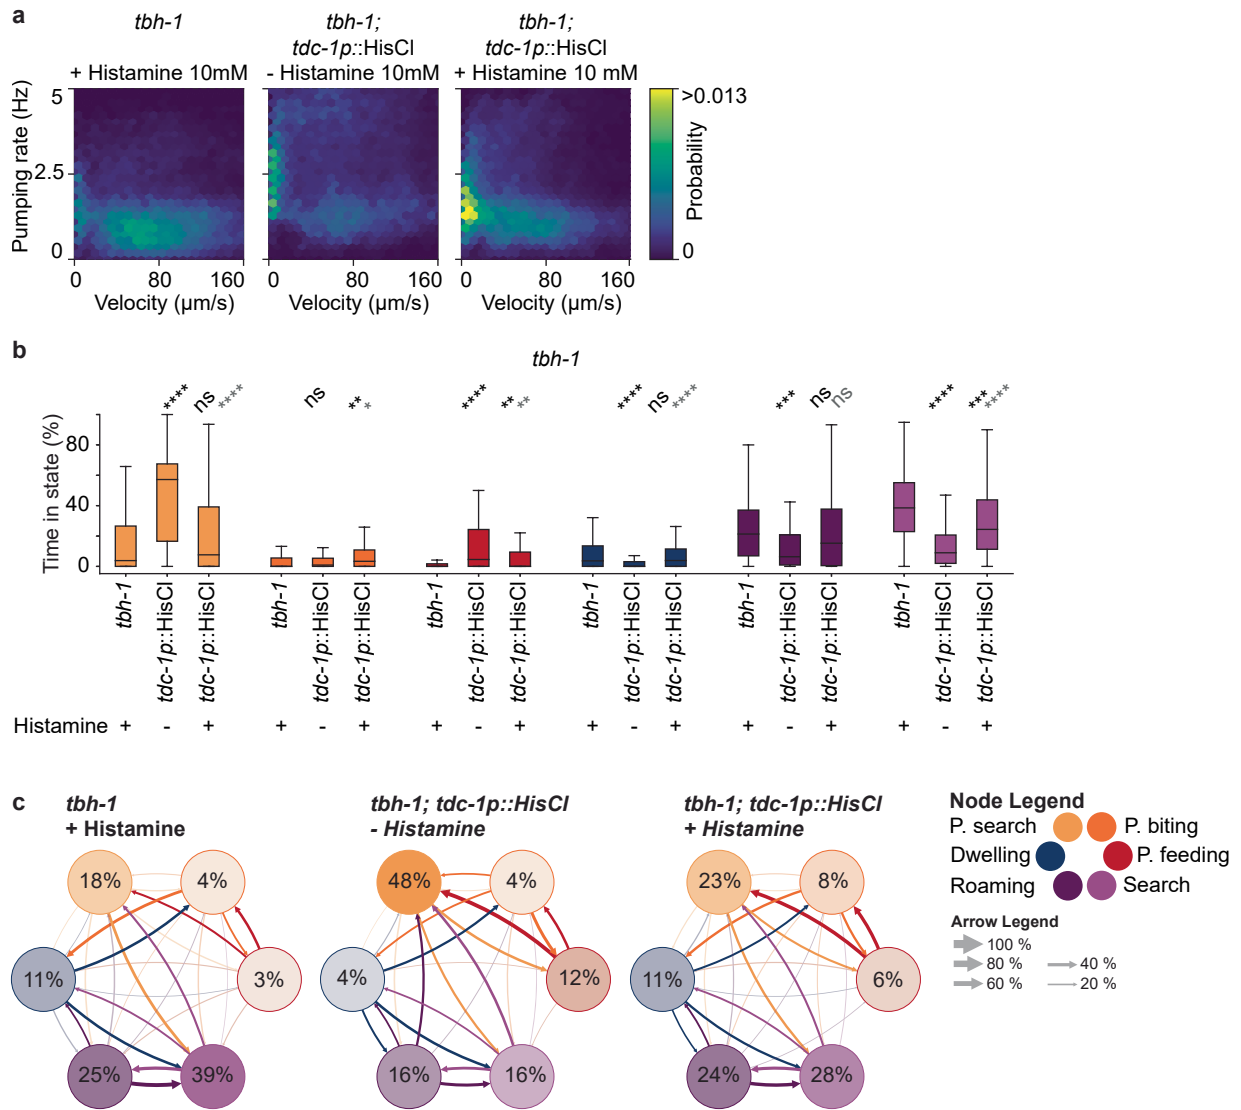 a
tbh-1
+ Histamine 10mM
tbh-1;
tdc-1p::HisCl
- Histamine 10mM
tbh-1;
tdc-1p::HisCl
+ Histamine 10 mM
Pumping rate (Hz)
5
2.5
0
0 80 160
Velocity (µm/s)
0 80 160
Velocity (µm/s)
0 80 160
Velocity (µm/s)
>0.013
Probability
0
b
tbh-1
**** ns ****
ns ** *
**** ** **
**** ns ****
*** ns ns
**** *** ****
Time in state (%)
80
40
0
tbh-1 tdc-1p::HisCl tdc-1p::HisCl
tbh-1 tdc-1p::HisCl tdc-1p::HisCl
tbh-1 tdc-1p::HisCl tdc-1p::HisCl
tbh-1 tdc-1p::HisCl tdc-1p::HisCl
tbh-1 tdc-1p::HisCl tdc-1p::HisCl
tbh-1 tdc-1p::HisCl tdc-1p::HisCl
Histamine + - + + - + + - + + - + + - + + - +
c
tbh-1
+ Histamine
18% 4%
11% 3%
25% 39%
tbh-1; tdc-1p::HisCl
- Histamine
48% 4%
4% 12%
16% 16%
tbh-1; tdc-1p::HisCl
+ Histamine
23% 8%
11% 6%
24% 28%
Node Legend
P. search P. biting
Dwelling P. feeding
Roaming Search
Arrow Legend
100 %
80 % 40 %
60 % 20 %